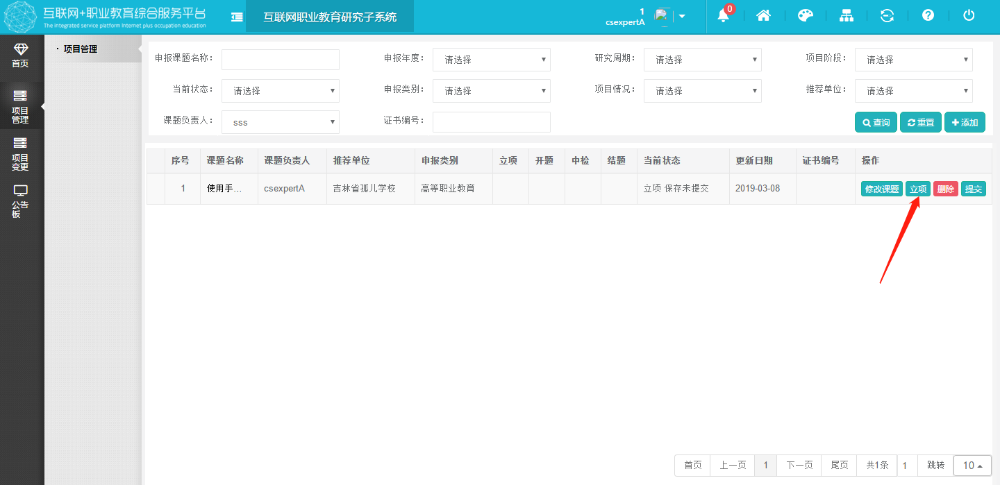 互联网+职业教育综合服务平台
The integrated service platform Internet plus occupation education
互联网职业教育研究子系统
1
csexpertA
0
首页
项目
管理
项目
变更
公告
板
· 项目管理
申报课题名称： 申报年度： 请选择 研究周期： 请选择 项目阶段： 请选择
当前状态： 请选择 申报类别： 请选择 项目情况： 请选择 推荐单位： 请选择
课题负责人： sss 证书编号： 查询 重置 添加
序号 课题名称 课题负责人 推荐单位 申报类别 立项 开题 中检 结题 当前状态 更新日期 证书编号 操作
1 使用手... csexpertA 吉林省孤儿学校 高等职业教育 立项 保存未提交 2019-03-08 修改课题 立项 删除 提交
首页 上一页 1 下一页 尾页 共1条 1 跳转 10